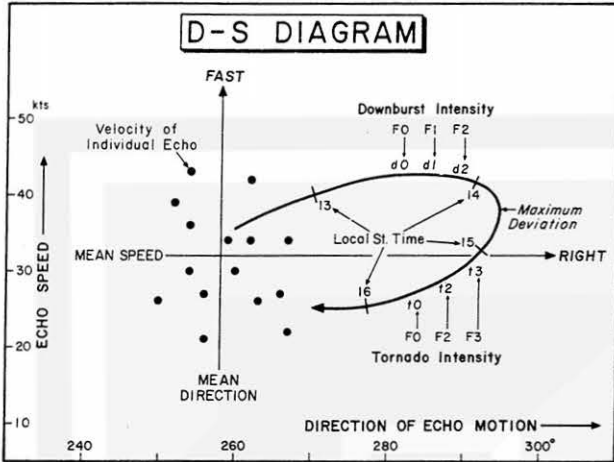 D-S DIAGRAM
FAST
50 kts
Downburst Intensity
Velocity of
Individual Echo
F0 F1 F2
d0 d1 d2
40
13
14
Maximum
Deviation
Local St. Time
15
MEAN SPEED
RIGHT
30
16
t3
t2
t0
ECHO SPEED
F0 F2 F3
Tornado Intensity
20
MEAN
DIRECTION
10
DIRECTION OF ECHO MOTION
240 260 280 300°